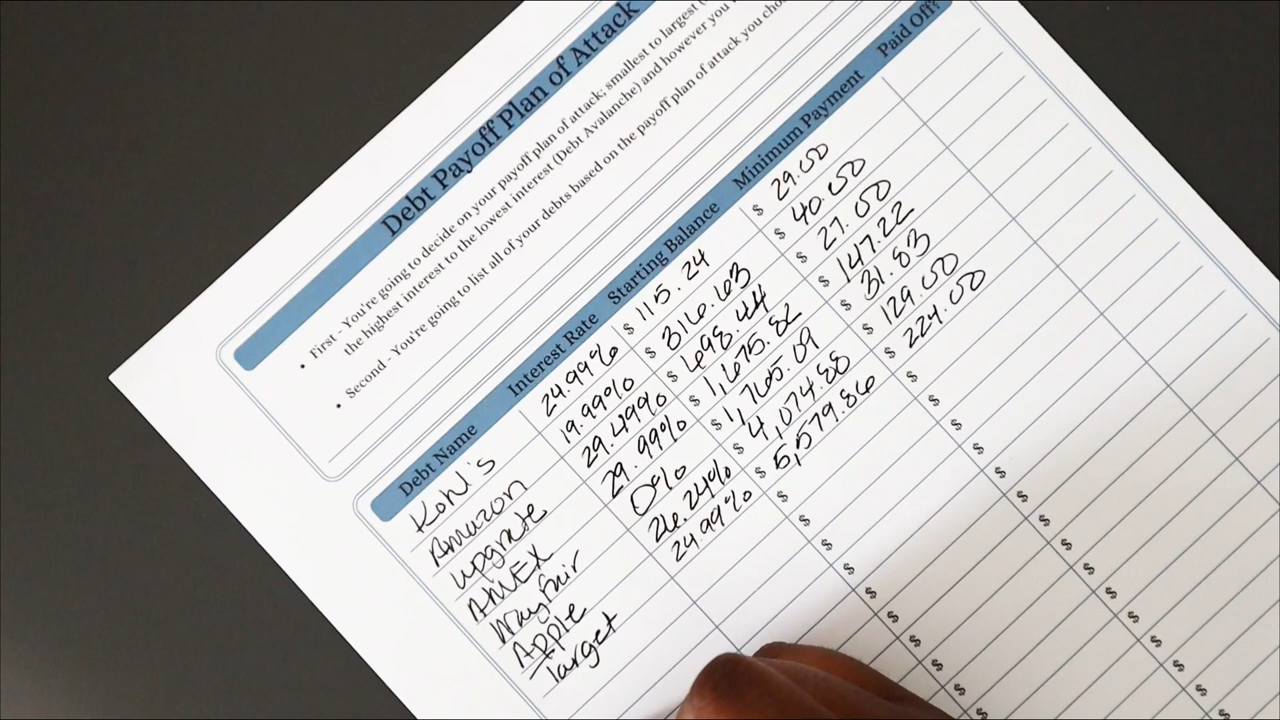 Debt Payoff Plan of Attack
• First - You're going to decide on your payoff plan of attack; smallest to largest (
the highest interest to the lowest interest (Debt Avalanche) and however you
• Second - You're going to list all of your debts based on the payoff plan of attack you cho
Debt Name Interest Rate Starting Balance Minimum Payment Paid Off?
Kohl's 24.99% $ 115.24 $ 29.00
Amazon 19.99% $ 316.63 $ 40.00
upgrate 29.49% $ 698.44 $ 27.00
AMEX 29.99% $ 1,675.82 $ 147.22
Wayfair 0% $ 1,765.09 $ 31.83
Apple 26.24% $ 4,074.88 $ 129.00
Target 24.99% $ 5,579.86 $ 224.00